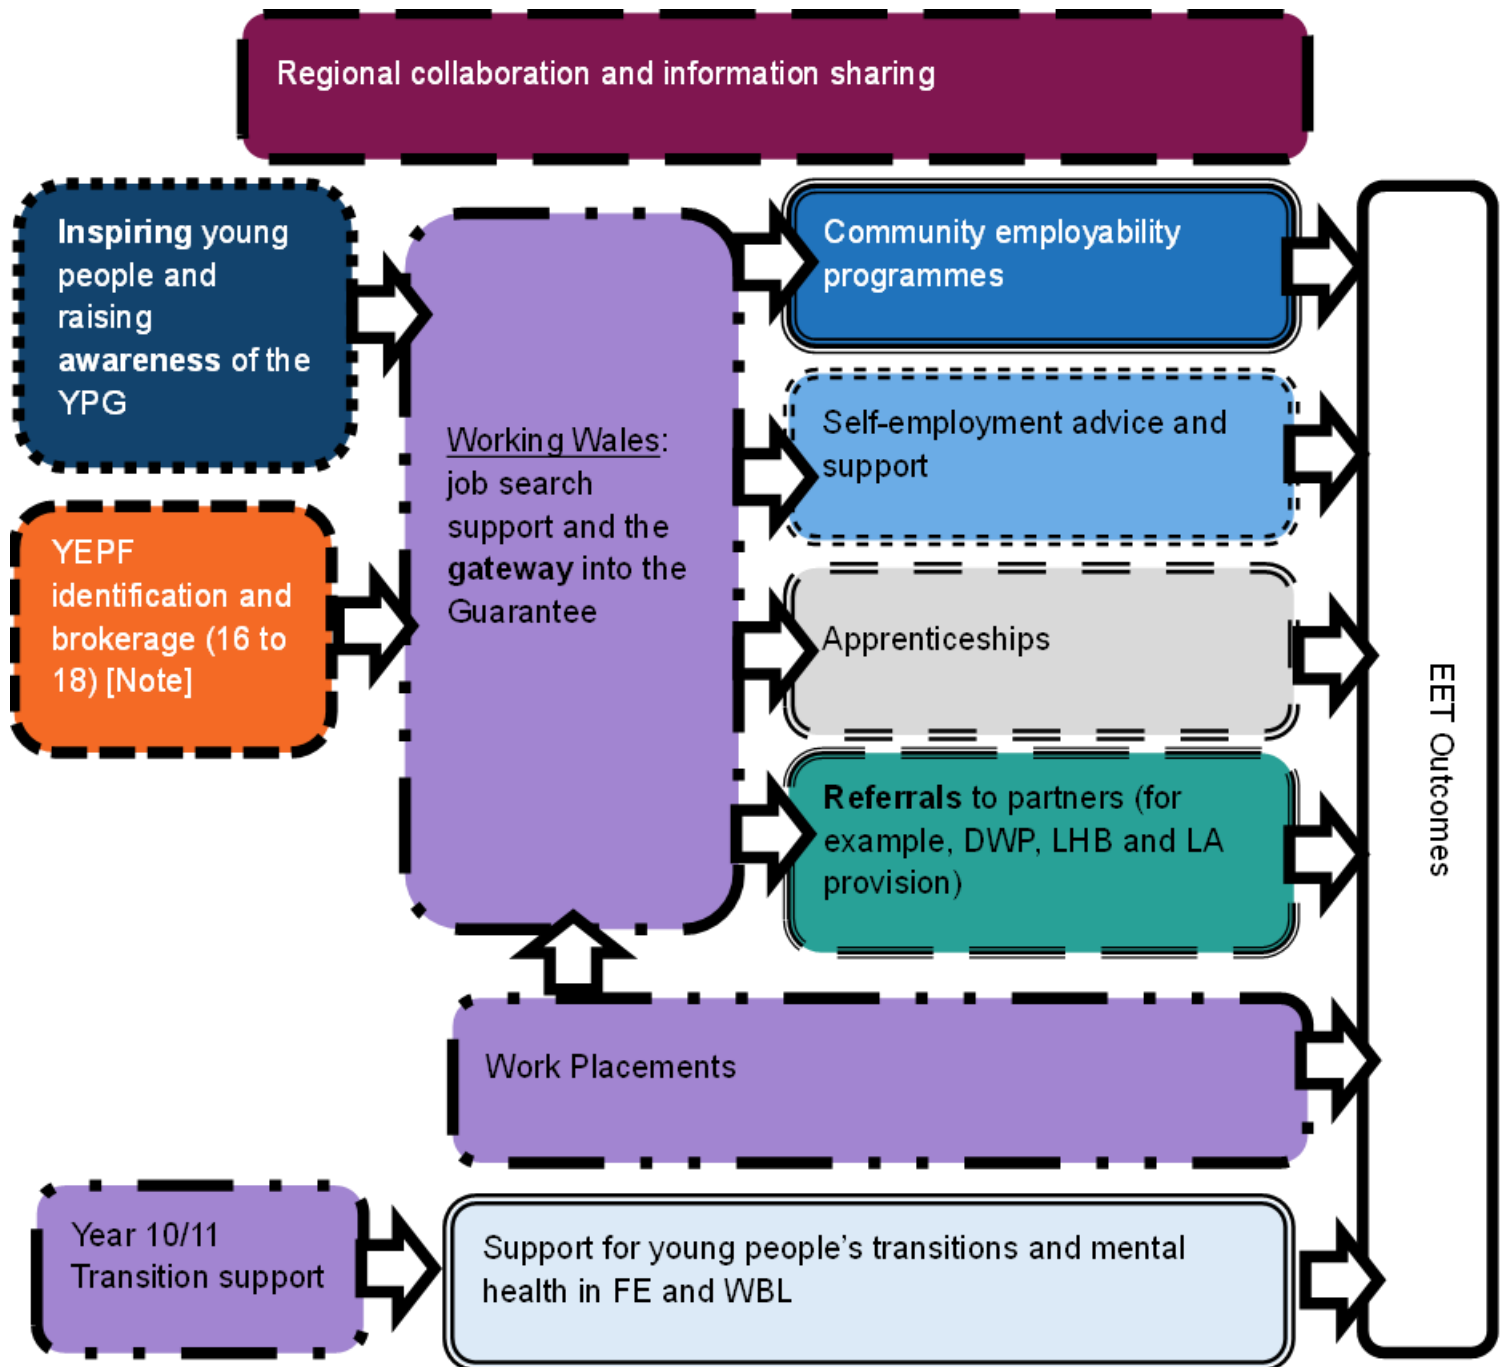 Regional collaboration and information sharing
Inspiring young
people and
raising
awareness of the
YPG
YEPF
identification and
brokerage (16 to
18) [Note]
Working Wales:
job search
support and the
gateway into the
Guarantee
Community employability
programmes
Self-employment advice and
support
Apprenticeships
Referrals to partners (for
example, DWP, LHB and LA
provision)
Work Placements
Year 10/11
Transition support
Support for young people’s transitions and mental
health in FE and WBL
EET Outcomes